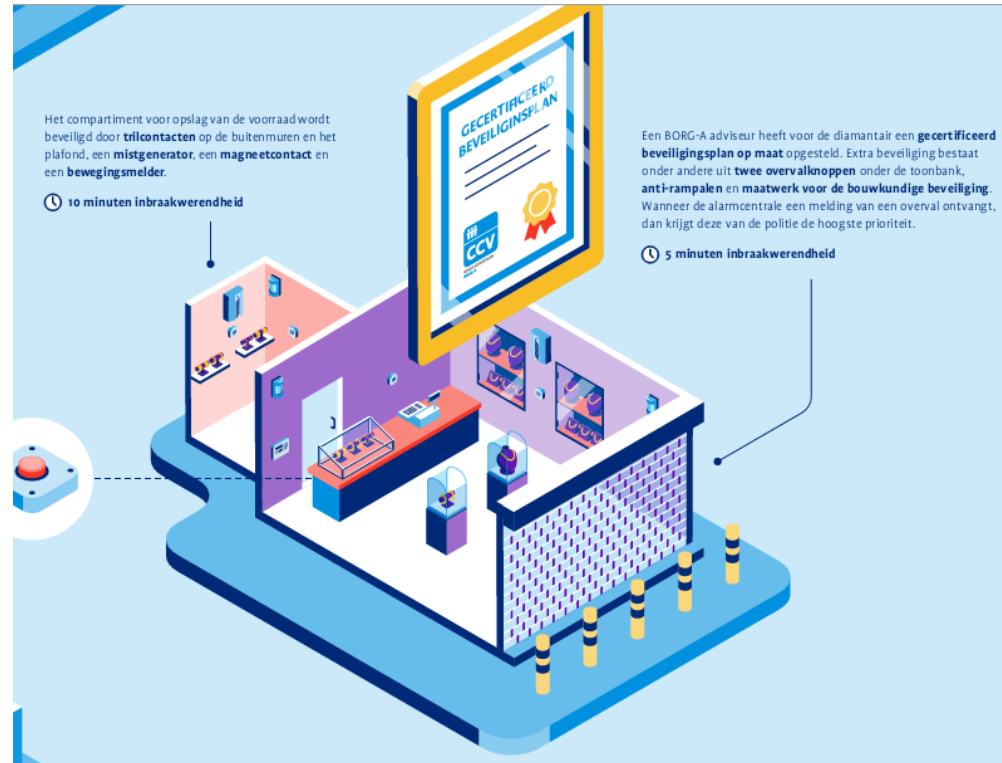 GECERTIFICEERD
BEVEILIGINSPLAN
CCV
Het compartiment voor opslag van de voorraad wordt
beveiligd door trilcontacten op de buitenmuren en het
plafond, een mistgenerator, een magneetcontact en
een bewegingsmelder.
10 minuten inbraakwerendheid
Een BORG-A adviseur heeft voor de diamantair een gecertificeerd
beveiligingsplan op maat opgesteld. Extra beveiliging bestaat
onder andere uit twee overvalknoppen onder de toonbank,
anti-rampalen en maatwerk voor de bouwkundige beveiliging.
Wanneer de alarmcentrale een melding van een overval ontvangt,
dan krijgt deze van de politie de hoogste prioriteit.
5 minuten inbraakwerendheid